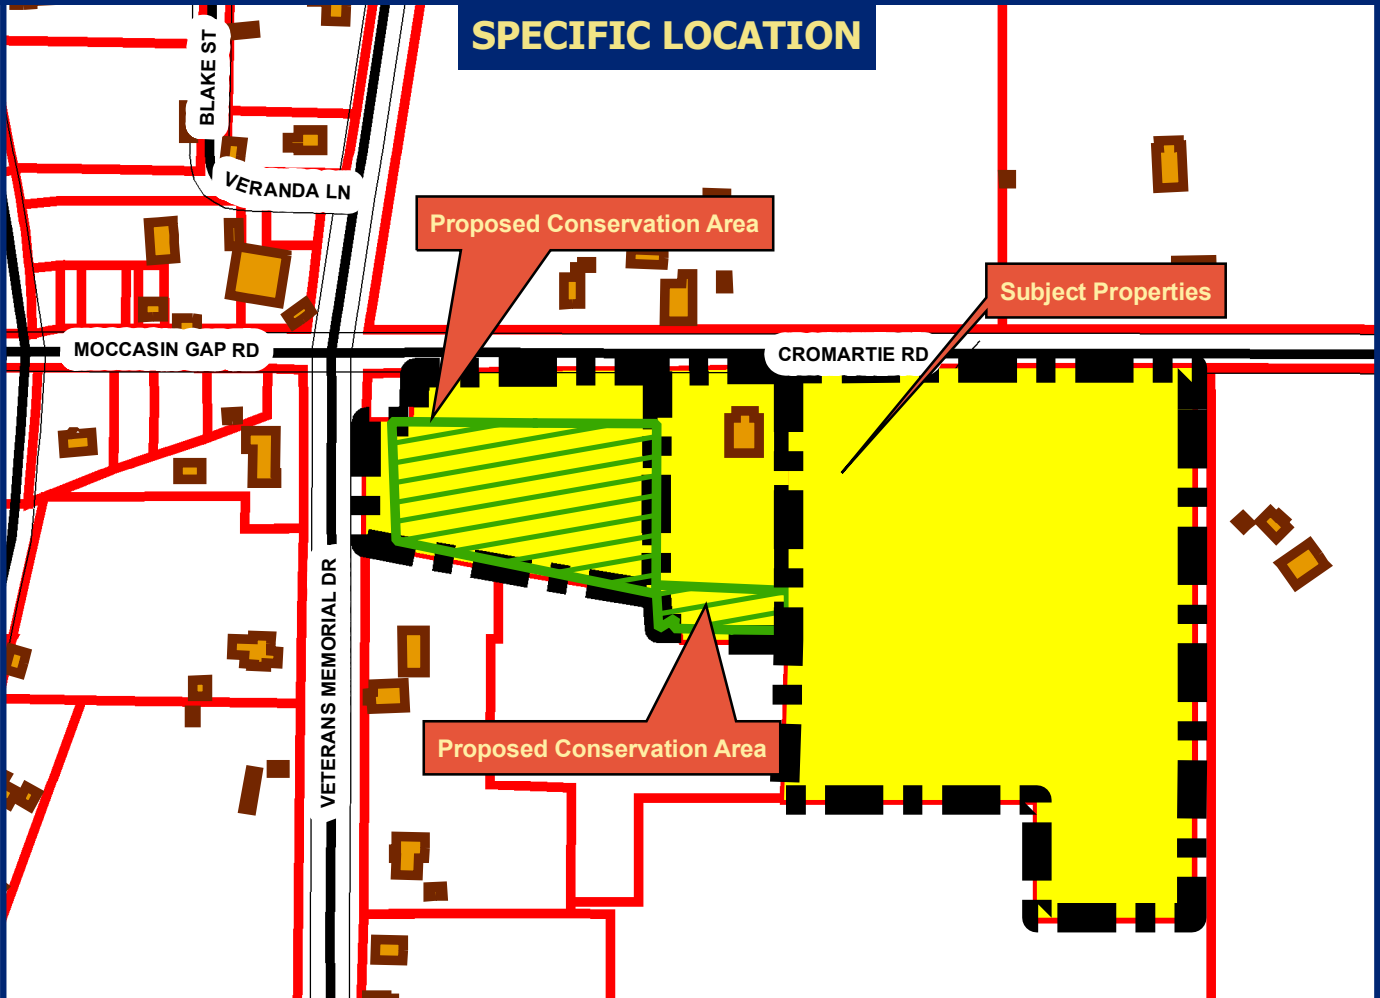 SPECIFIC LOCATION
BLAKE ST
VERANDA LN
Proposed Conservation Area
Subject Properties
MOCCASIN GAP RD
CROMARTIE RD
VETERANS MEMORIAL DR
Proposed Conservation Area